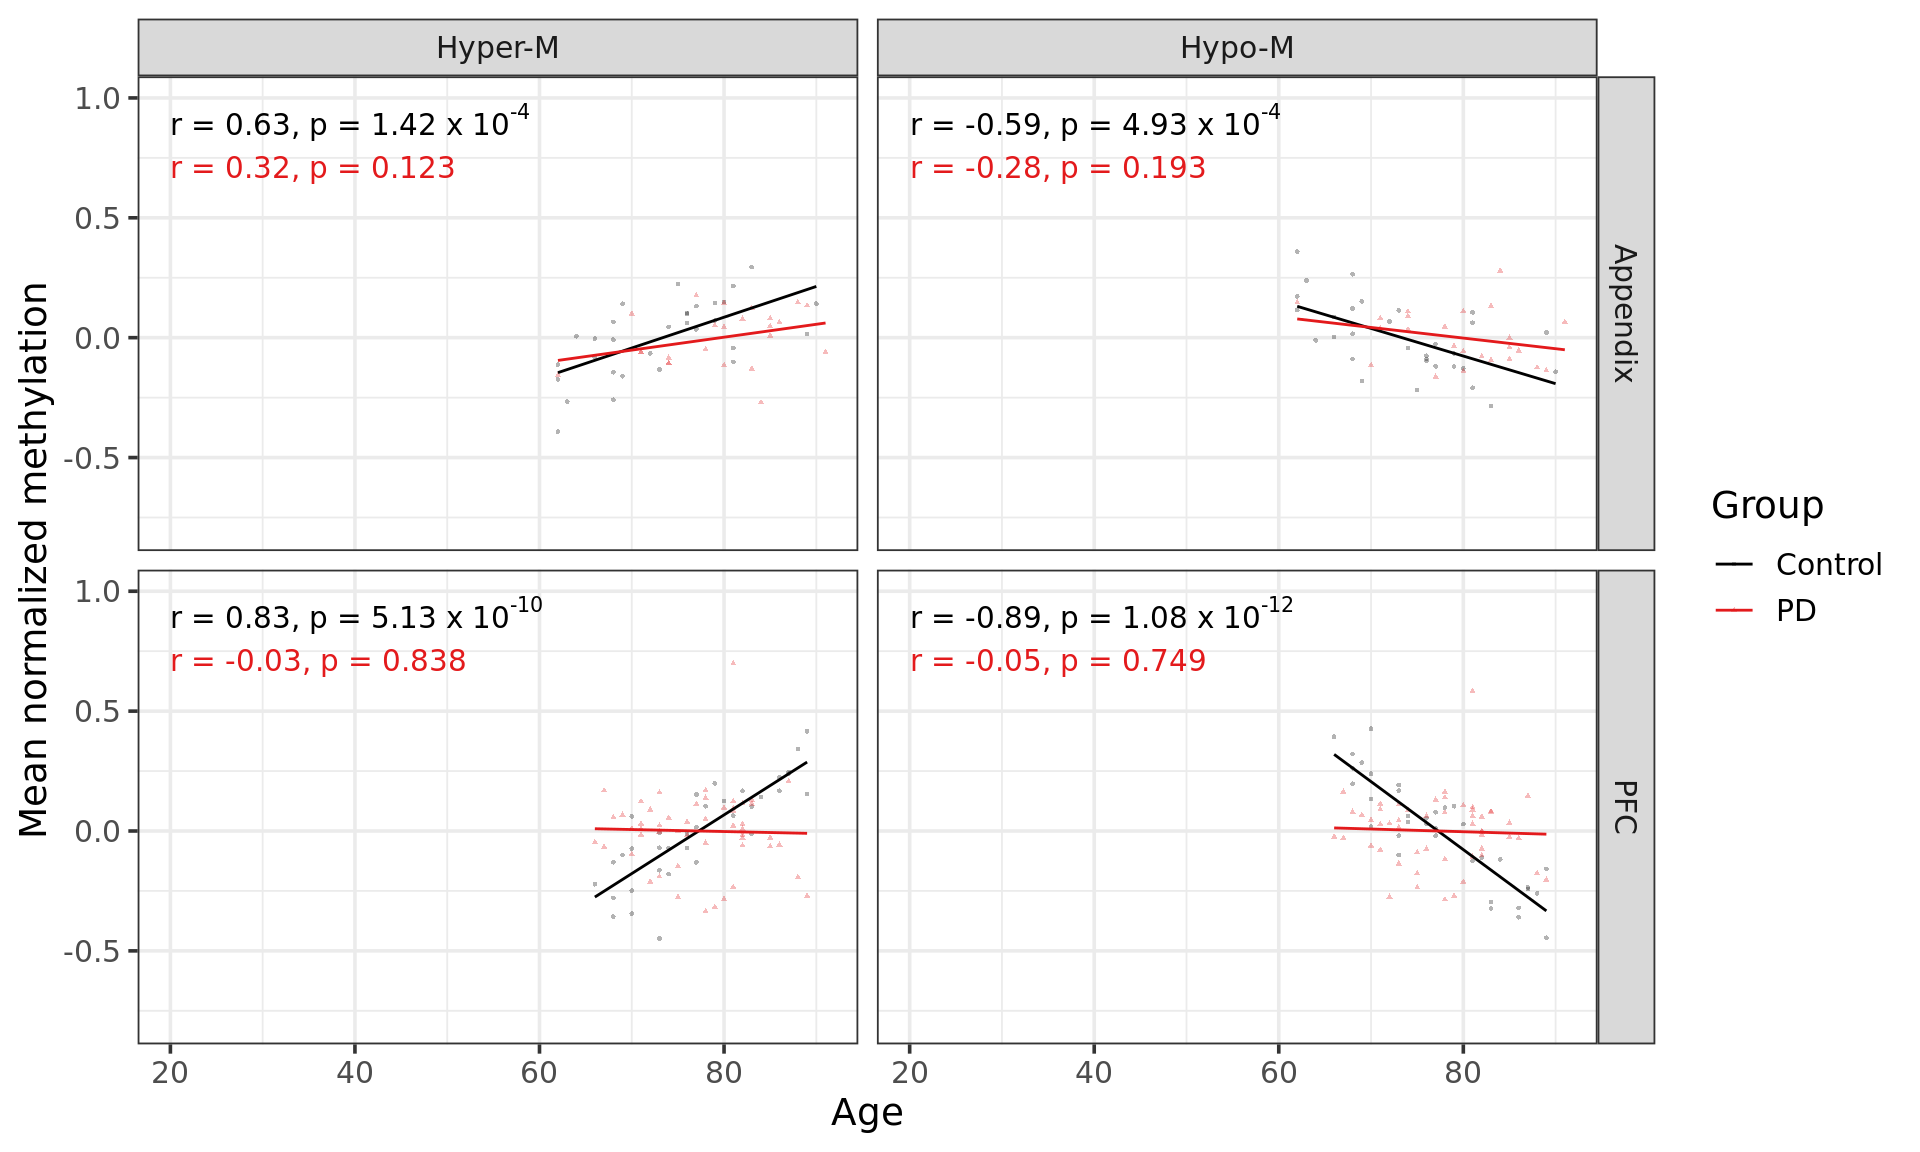 Hyper-M
Hypo-M
Mean normalized methylation
1.0
0.5
0.0
-0.5
r = 0.63, p = 1.42 x 10^-4
r = 0.32, p = 0.123
r = -0.59, p = 4.93 x 10^-4
r = -0.28, p = 0.193
Appendix
1.0
0.5
0.0
-0.5
r = 0.83, p = 5.13 x 10^-10
r = -0.03, p = 0.838
r = -0.89, p = 1.08 x 10^-12
r = -0.05, p = 0.749
PFC
20 40 60 80
20 40 60 80
Age
Group
Control
PD